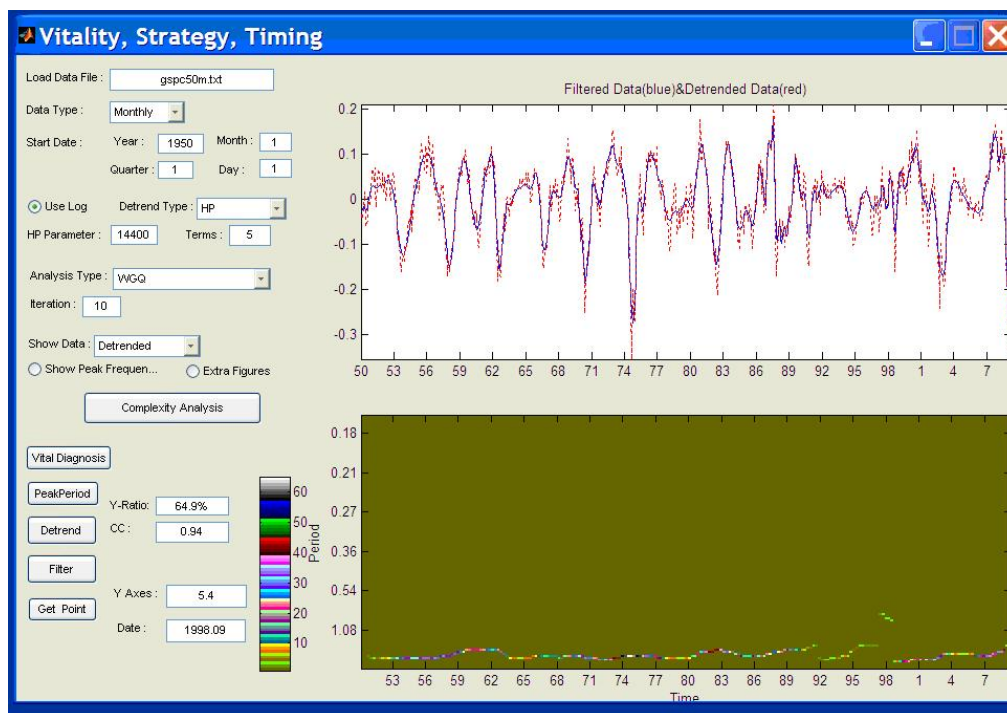 Vitality, Strategy, Timing
Load Data File : gspc50m.txt
Data Type : Monthly
Start Date : Year : 1950 Month : 1
Quarter : 1 Day : 1
Use Log Detrend Type : HP
HP Parameter : 14400 Terms : 5
Analysis Type : WGQ
Iteration : 10
Show Data : Detrended
Show Peak Frequen... Extra Figures
Complexity Analysis
Vital Diagnosis
PeakPeriod
Y-Ratio: 64.9%
Detrend
CC : 0.94
Filter
Y Axes : 5.4
Get Point
Date : 1998.09
60
50
40
30
20
10
Filtered Data(blue)&Detrended Data(red)
0.2
0.1
0
-0.1
-0.2
-0.3
50 53 56 59 62 65 68 71 74 77 80 83 86 89 92 95 98 1 4 7
Period
0.18
0.21
0.27
0.36
0.54
1.08
53 56 59 62 65 68 71 74 77 80 83 86 89 92 95 98 1 4 7
Time